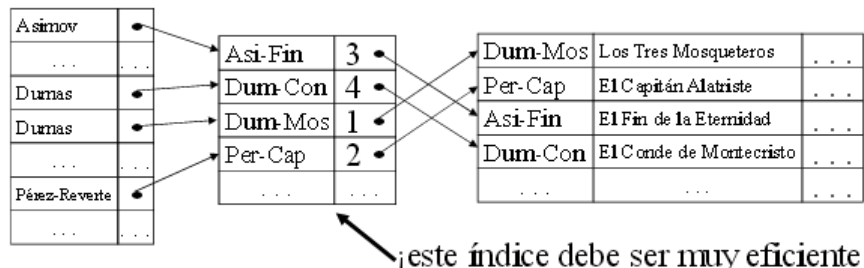 Asimov
. . . . . .
Dumas
Dumas
. . . . . .
Pérez-Reverte
. . .
Asi-Fin 3
Dum-Con 4
Dum-Mos 1
Per-Cap 2
. . . . . .
Dum-Mos Los Tres Mosqueteros . . .
Per-Cap El Capitán Alatriste . . .
Asi-Fin El Fin de la Eternidad . . .
Dum-Con El Conde de Montecristo . . .
. . . . . . . . .
¡este índice debe ser muy eficiente